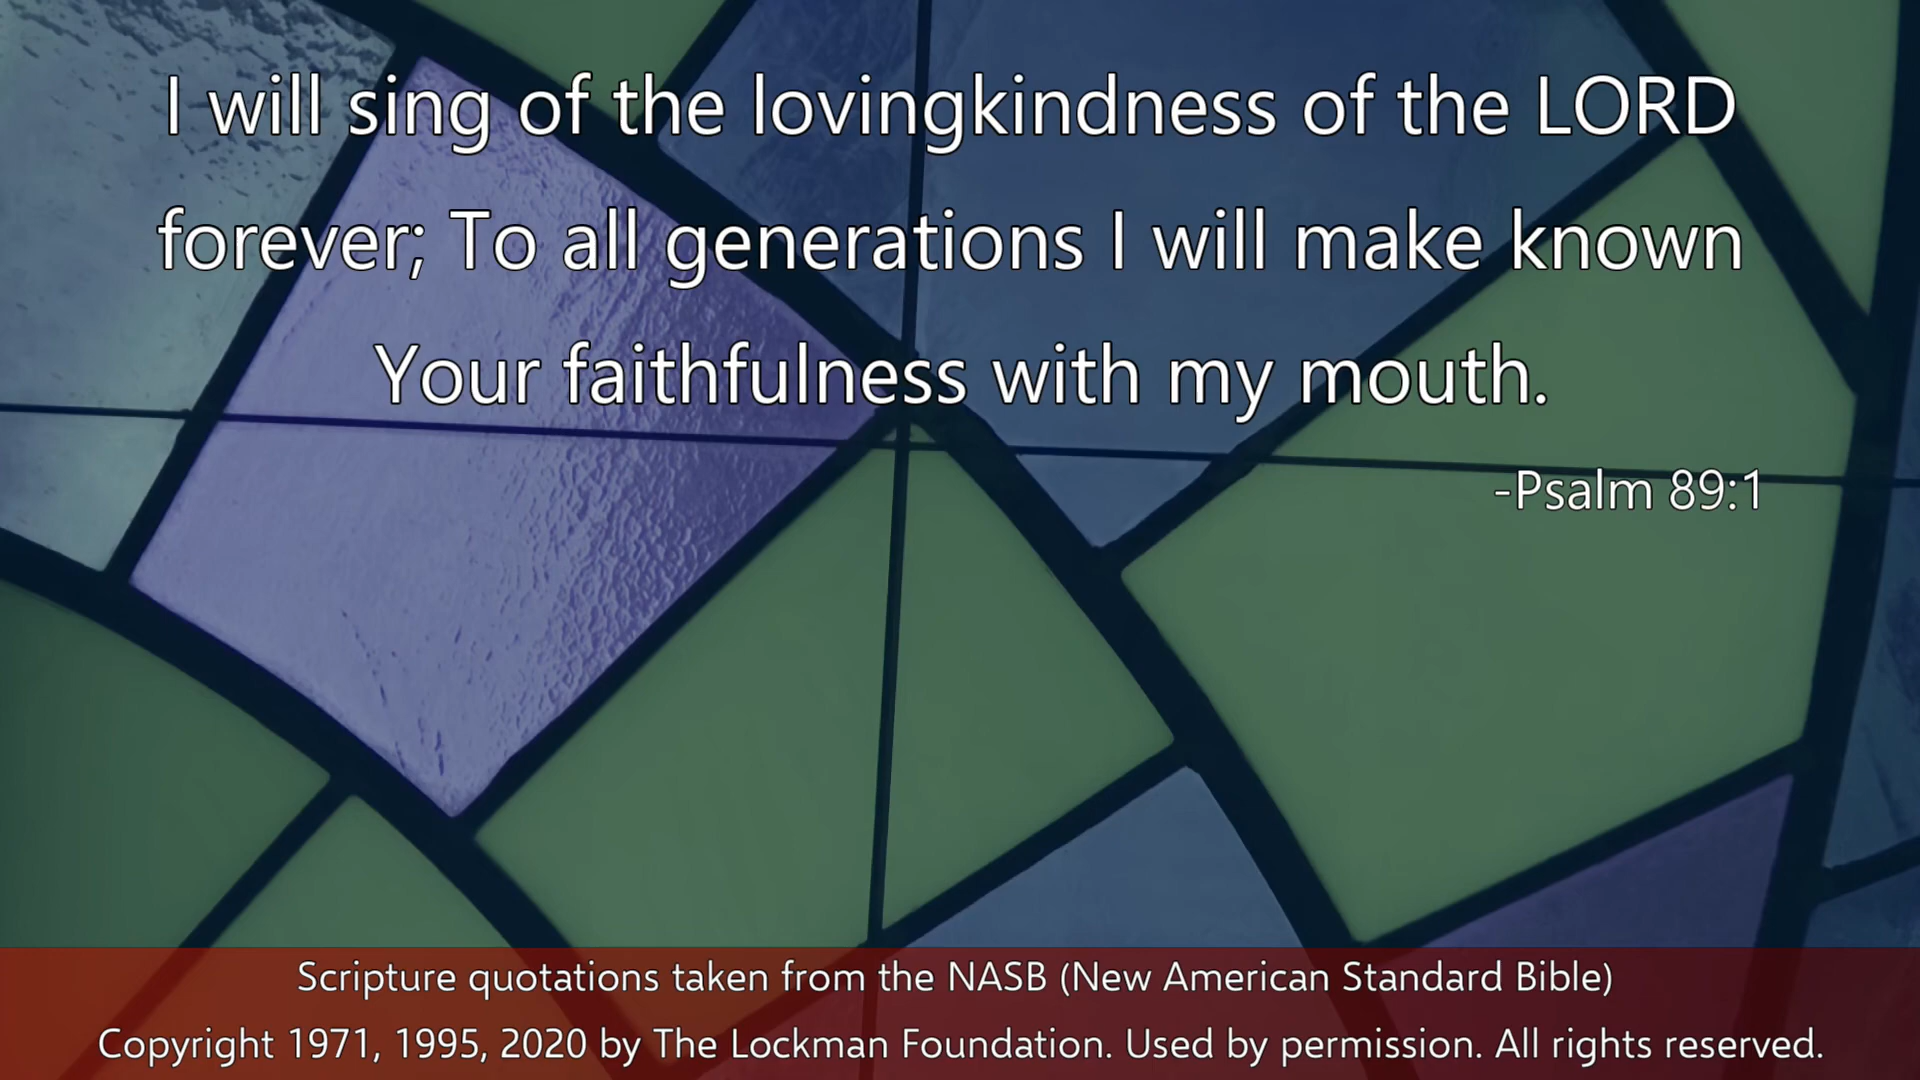 I will sing of the lovingkindness of the LORD
forever; To all generations I will make known
Your faithfulness with my mouth.
-Psalm 89:1
Scripture quotations taken from the NASB (New American Standard Bible)
Copyright 1971, 1995, 2020 by The Lockman Foundation. Used by permission. All rights reserved.